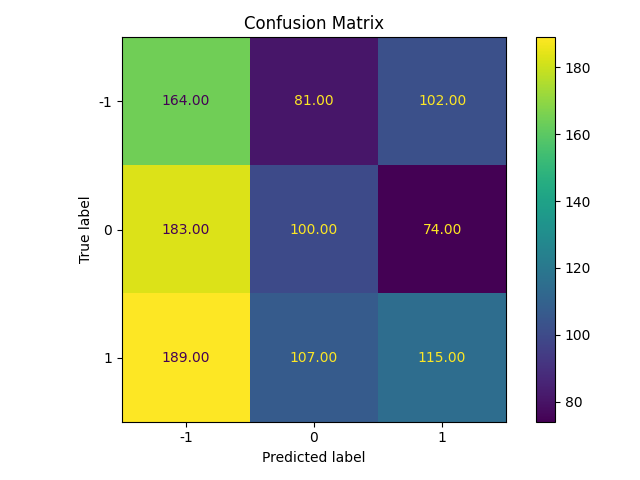 Confusion Matrix
True label
-1 164.00 81.00 102.00
0 183.00 100.00 74.00
1 189.00 107.00 115.00
-1 0 1
Predicted label
180
160
140
120
100
80